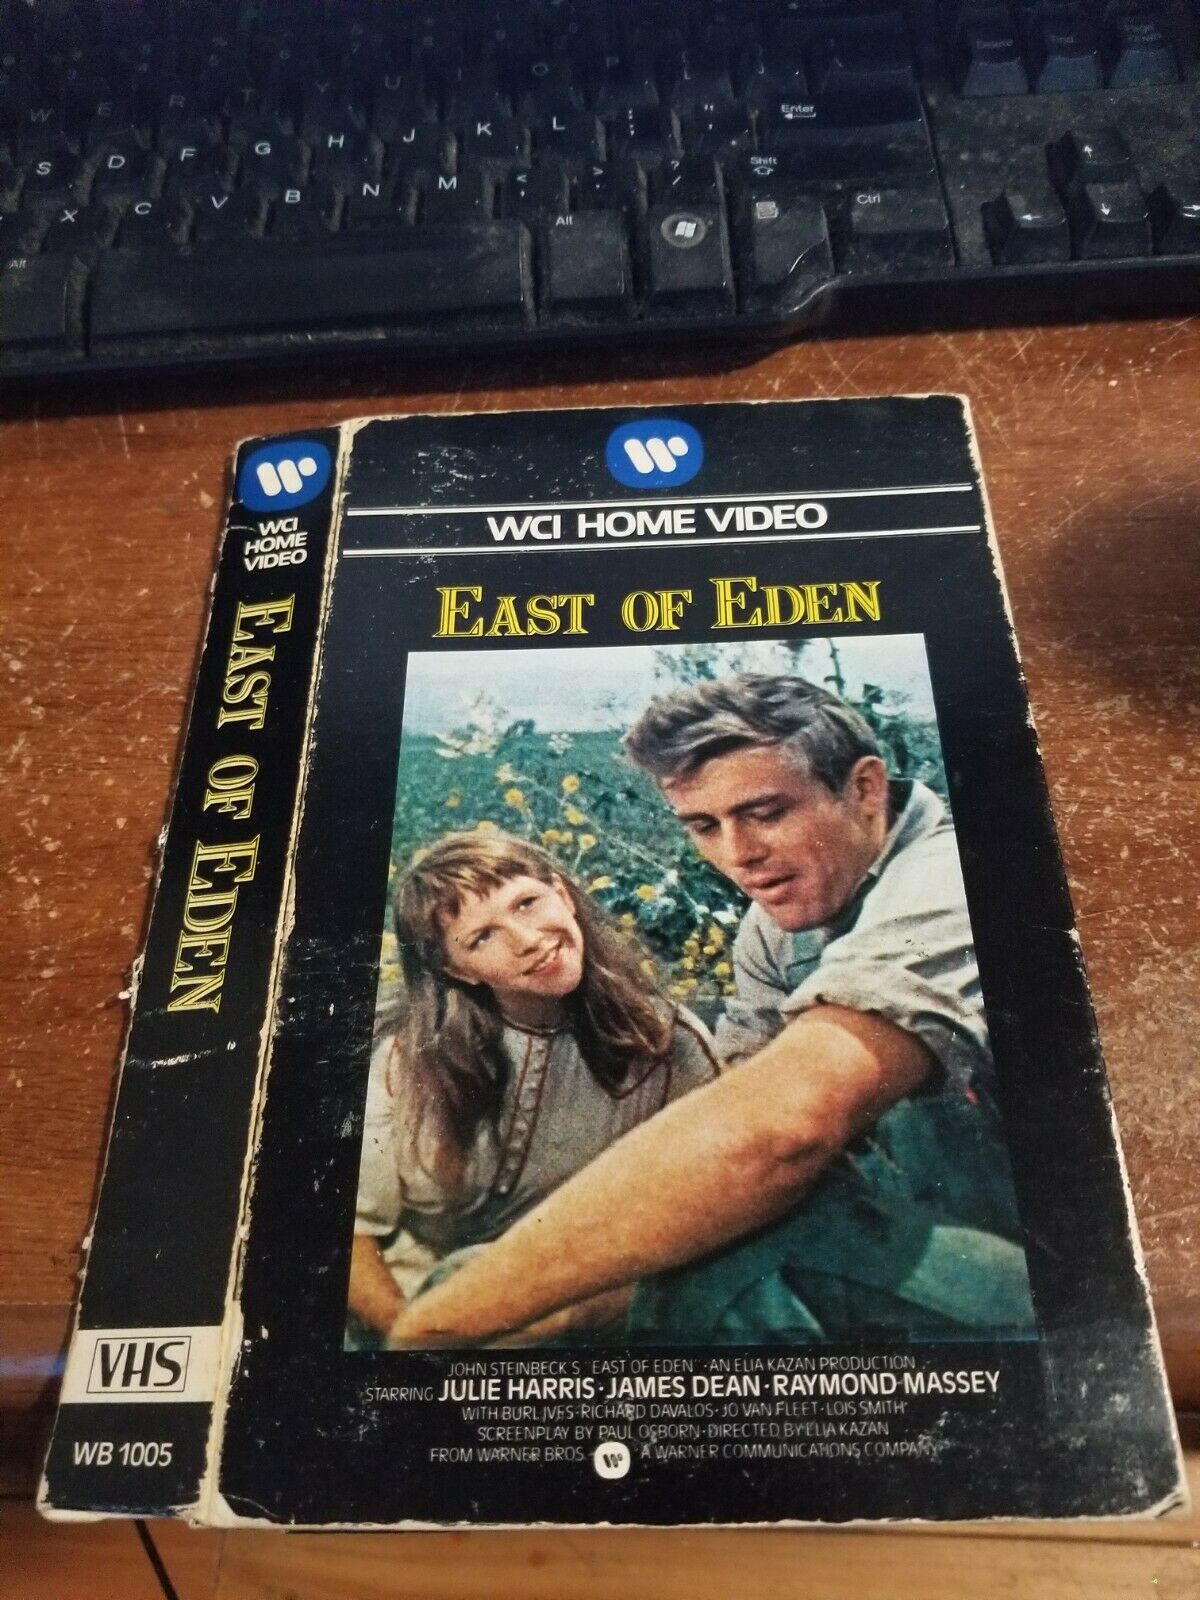 W E R T Y U I O P
Delete End Page Down
S D F G H J K L ; : ' " Enter
X C V B N M , < . > / ? Shift
Alt Alt Ctrl
WCI HOME VIDEO
EAST OF EDEN
JOHN STEINBECK'S "EAST OF EDEN" · AN ELIA KAZAN PRODUCTION
STARRING JULIE HARRIS · JAMES DEAN · RAYMOND MASSEY
WITH BURL IVES · RICHARD DAVALOS · JO VAN FLEET · LOIS SMITH
SCREENPLAY BY PAUL OSBORN · DIRECTED BY ELIA KAZAN
FROM WARNER BROS. A WARNER COMMUNICATIONS COMPANY
WCI
HOME
VIDEO
EAST OF EDEN
VHS
WB 1005